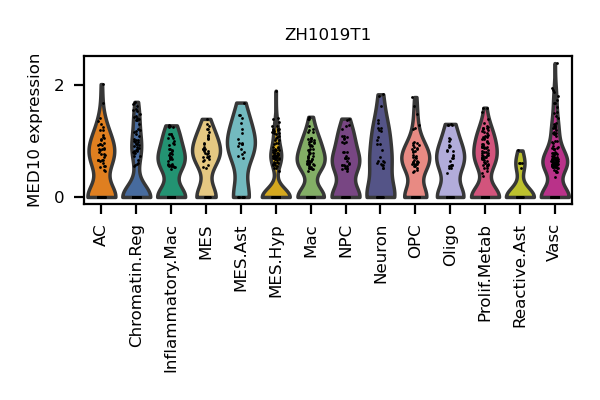 ZH1019T1
MED10 expression
2
0
AC
Chromatin.Reg
Inflammatory.Mac
MES
MES.Ast
MES.Hyp
Mac
NPC
Neuron
OPC
Oligo
Prolif.Metab
Reactive.Ast
Vasc